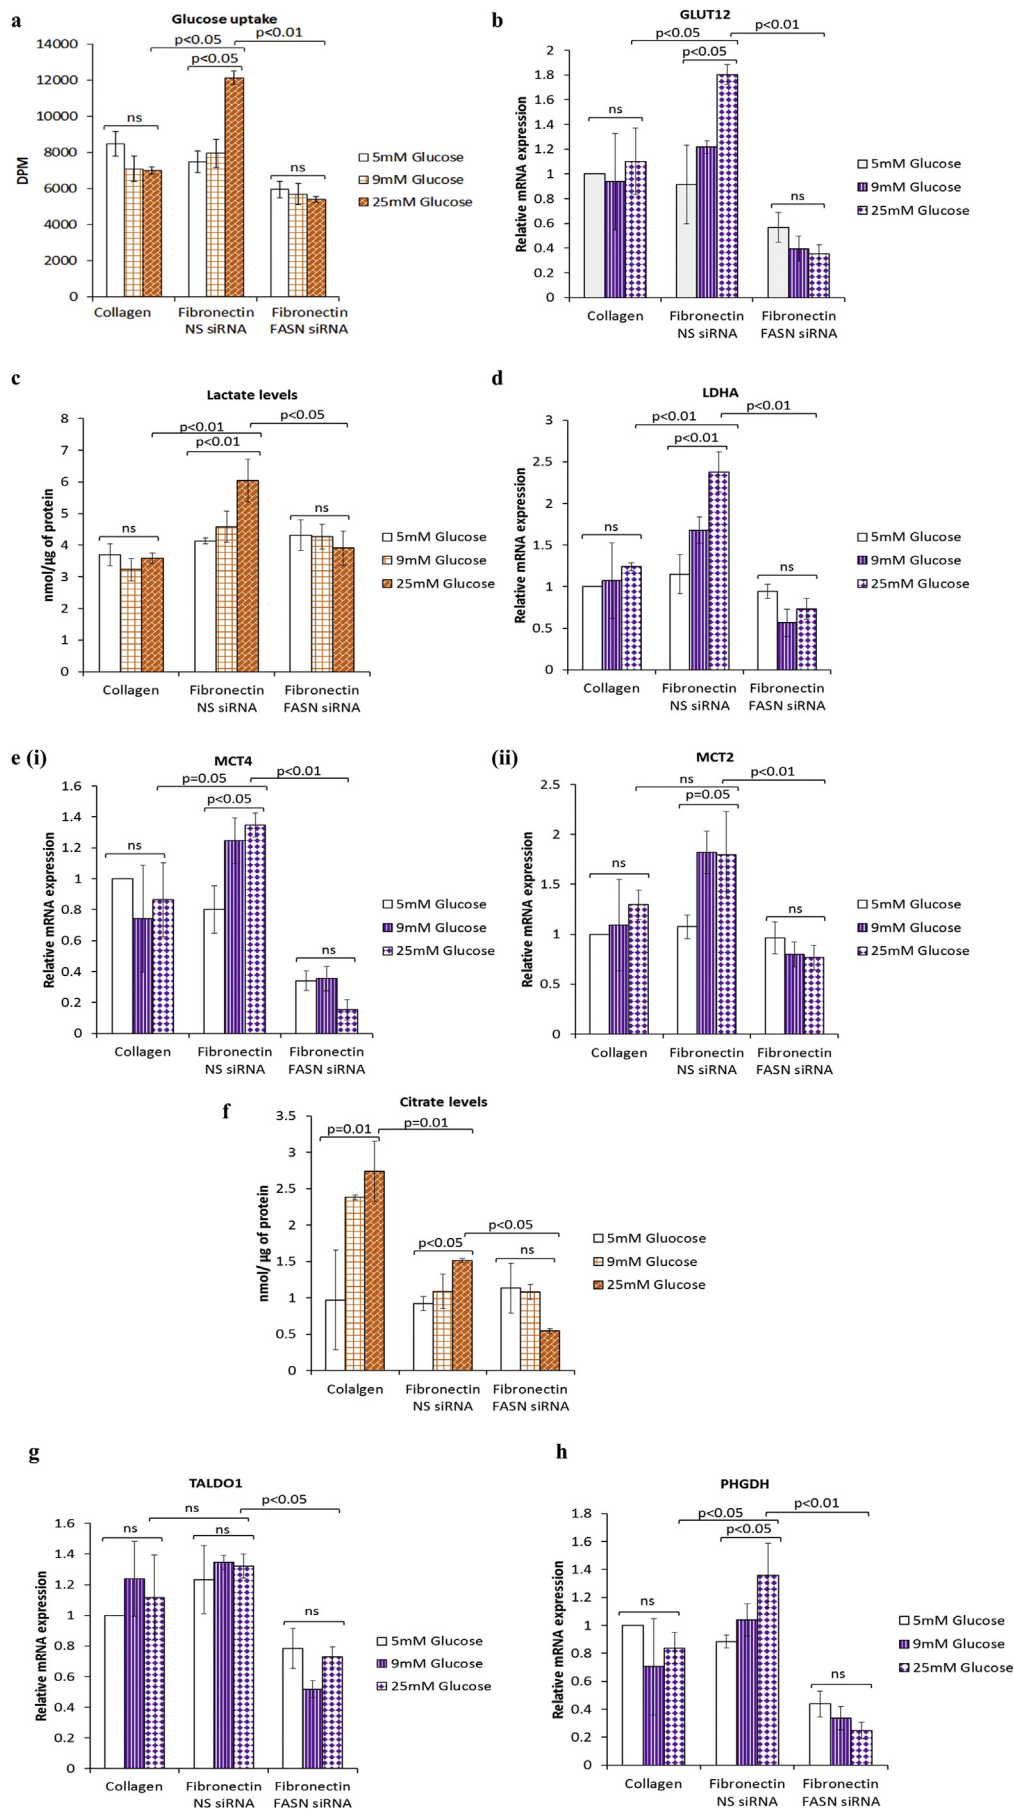 a
Glucose uptake
p<0.05
p<0.01
p<0.05
ns
ns
14000
12000
10000
8000
6000
4000
2000
0
DPM
5mM Glucose
9mM Glucose
25mM Glucose
Collagen
Fibronectin
NS siRNA
Fibronectin
FASN siRNA
b
GLUT12
p<0.05
p<0.01
p<0.05
ns
ns
2
1.8
1.6
1.4
1.2
1
0.8
0.6
0.4
0.2
0
Relative mRNA expression
5mM Glucose
9mM Glucose
25mM Glucose
Collagen
Fibronectin
NS siRNA
Fibronectin
FASN siRNA
c
Lactate levels
p<0.01
p<0.05
p<0.01
ns
ns
8
7
6
5
4
3
2
1
0
nmol/µg of protein
5mM Glucose
9mM Glucose
25mM Glucose
Collagen
Fibronectin
NS siRNA
Fibronectin
FASN siRNA
d
LDHA
p<0.01
p<0.01
p<0.01
ns
ns
3
2.5
2
1.5
1
0.5
0
Relative mRNA expression
5mM Glucose
9mM Glucose
25mM Glucose
Collagen
Fibronectin
NS siRNA
Fibronectin
FASN siRNA
e (i)
MCT4
p=0.05
p<0.01
p<0.05
ns
ns
1.6
1.4
1.2
1
0.8
0.6
0.4
0.2
0
Relative mRNA expression
5mM Glucose
9mM Glucose
25mM Glucose
Collagen
Fibronectin
NS siRNA
Fibronectin
FASN siRNA
(ii)
MCT2
ns
p<0.01
p=0.05
ns
ns
2.5
2
1.5
1
0.5
0
Relative mRNA expression
5mM Glucose
9mM Glucose
25mM Glucose
Collagen
Fibronectin
NS siRNA
Fibronectin
FASN siRNA
f
Citrate levels
p=0.01
p=0.01
p<0.05
p<0.05
ns
3.5
3
2.5
2
1.5
1
0.5
0
nmol/ µg of protein
5mM Gluocose
9mM Glucose
25mM Glucose
Colalgen
Fibronectin
NS siRNA
Fibronectin
FASN siRNA
g
TALDO1
ns
p<0.05
ns
ns
ns
1.6
1.4
1.2
1
0.8
0.6
0.4
0.2
0
Relative mRNA expression
5mM Glucose
9mM Glucose
25mM Glucose
Collagen
Fibronectin
NS siRNA
Fibronectin
FASN siRNA
h
PHGDH
p<0.05
p<0.01
p<0.05
ns
ns
1.8
1.6
1.4
1.2
1
0.8
0.6
0.4
0.2
0
Relative mRNA expression
5mM Glucose
9mM Glucose
25mM Glucose
Collagen
Fibronectin
NS siRNA
Fibronectin
FASN siRNA